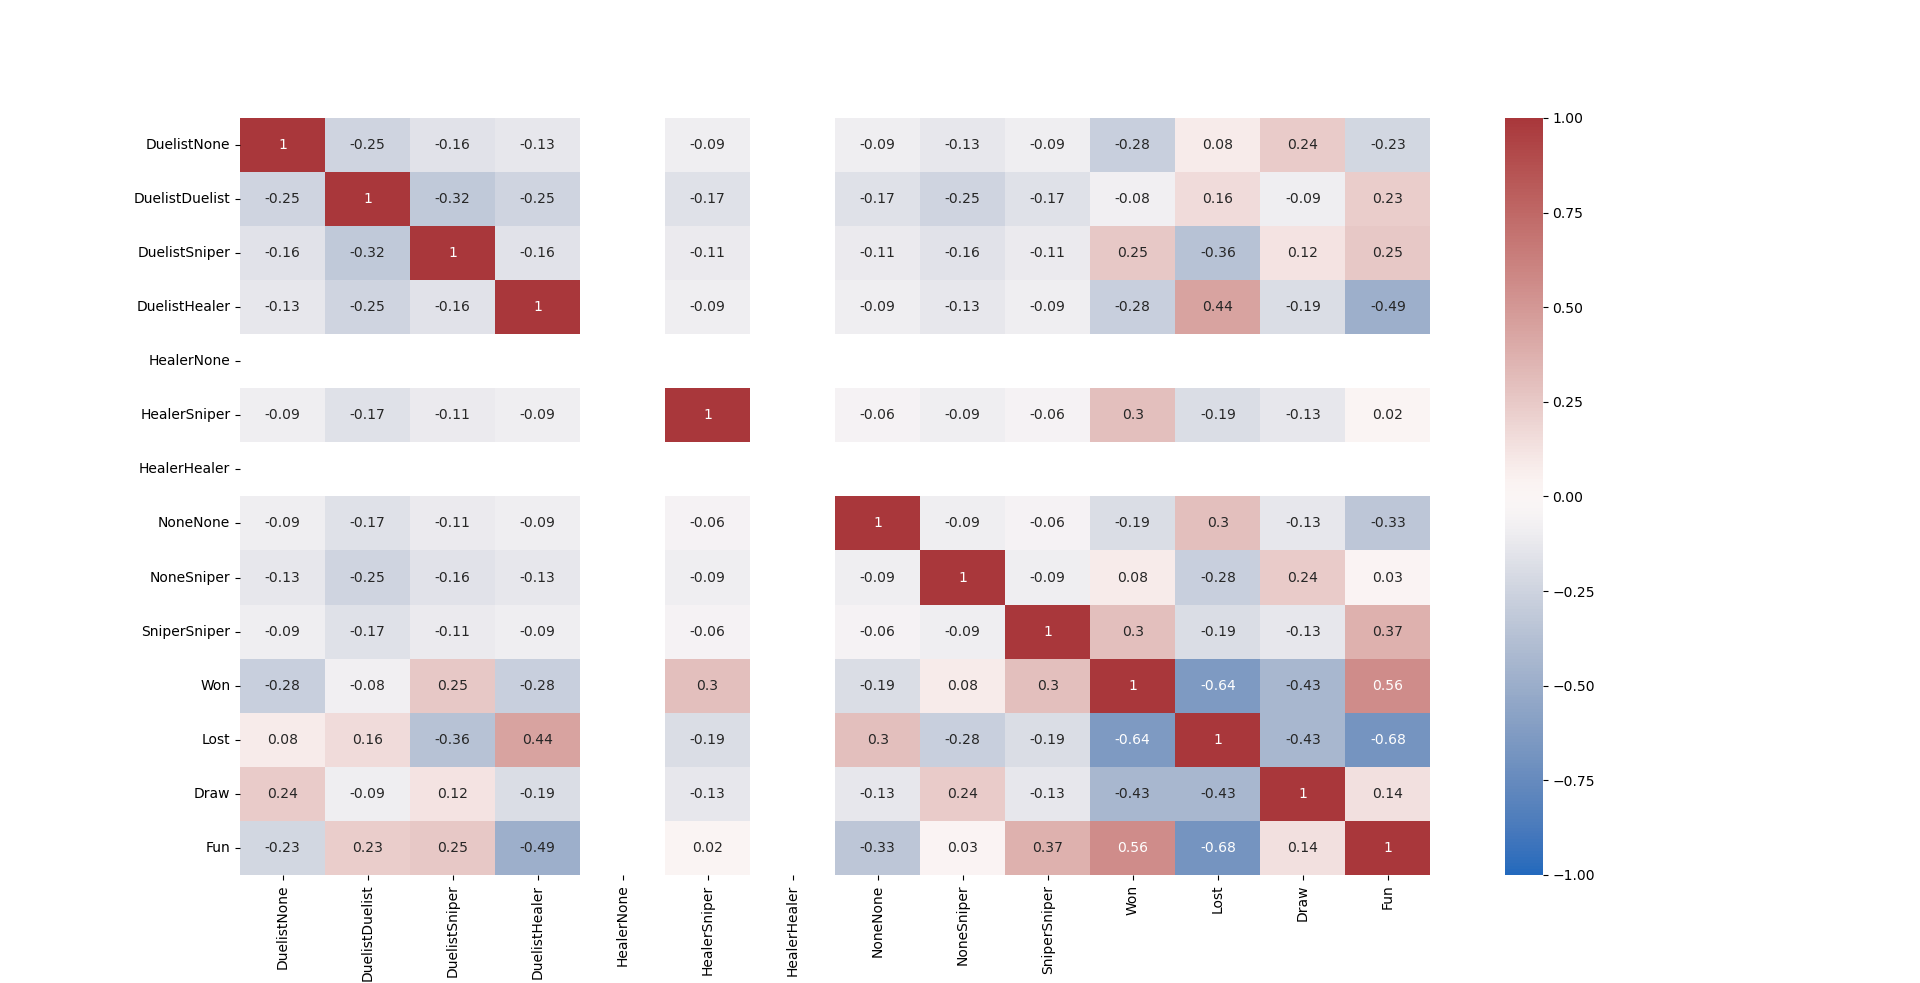 DuelistNone 1 -0.25 -0.16 -0.13 -0.09 -0.09 -0.13 -0.09 -0.28 0.08 0.24 -0.23
DuelistDuelist -0.25 1 -0.32 -0.25 -0.17 -0.17 -0.25 -0.17 -0.08 0.16 -0.09 0.23
DuelistSniper -0.16 -0.32 1 -0.16 -0.11 -0.11 -0.16 -0.11 0.25 -0.36 0.12 0.25
DuelistHealer -0.13 -0.25 -0.16 1 -0.09 -0.09 -0.13 -0.09 -0.28 0.44 -0.19 -0.49
HealerNone
HealerSniper -0.09 -0.17 -0.11 -0.09 1 -0.06 -0.09 -0.06 0.3 -0.19 -0.13 0.02
HealerHealer
NoneNone -0.09 -0.17 -0.11 -0.09 -0.06 1 -0.09 -0.06 -0.19 0.3 -0.13 -0.33
NoneSniper -0.13 -0.25 -0.16 -0.13 -0.09 -0.09 1 -0.09 0.08 -0.28 0.24 0.03
SniperSniper -0.09 -0.17 -0.11 -0.09 -0.06 -0.06 -0.09 1 0.3 -0.19 -0.13 0.37
Won -0.28 -0.08 0.25 -0.28 0.3 -0.19 0.08 0.3 1 -0.64 -0.43 0.56
Lost 0.08 0.16 -0.36 0.44 -0.19 0.3 -0.28 -0.19 -0.64 1 -0.43 -0.68
Draw 0.24 -0.09 0.12 -0.19 -0.13 -0.13 0.24 -0.13 -0.43 -0.43 1 0.14
Fun -0.23 0.23 0.25 -0.49 0.02 -0.33 0.03 0.37 0.56 -0.68 0.14 1
DuelistNone
DuelistDuelist
DuelistSniper
DuelistHealer
HealerNone
HealerSniper
HealerHealer
NoneNone
NoneSniper
SniperSniper
Won
Lost
Draw
Fun
1.00
0.75
0.50
0.25
0.00
−0.25
−0.50
−0.75
−1.00